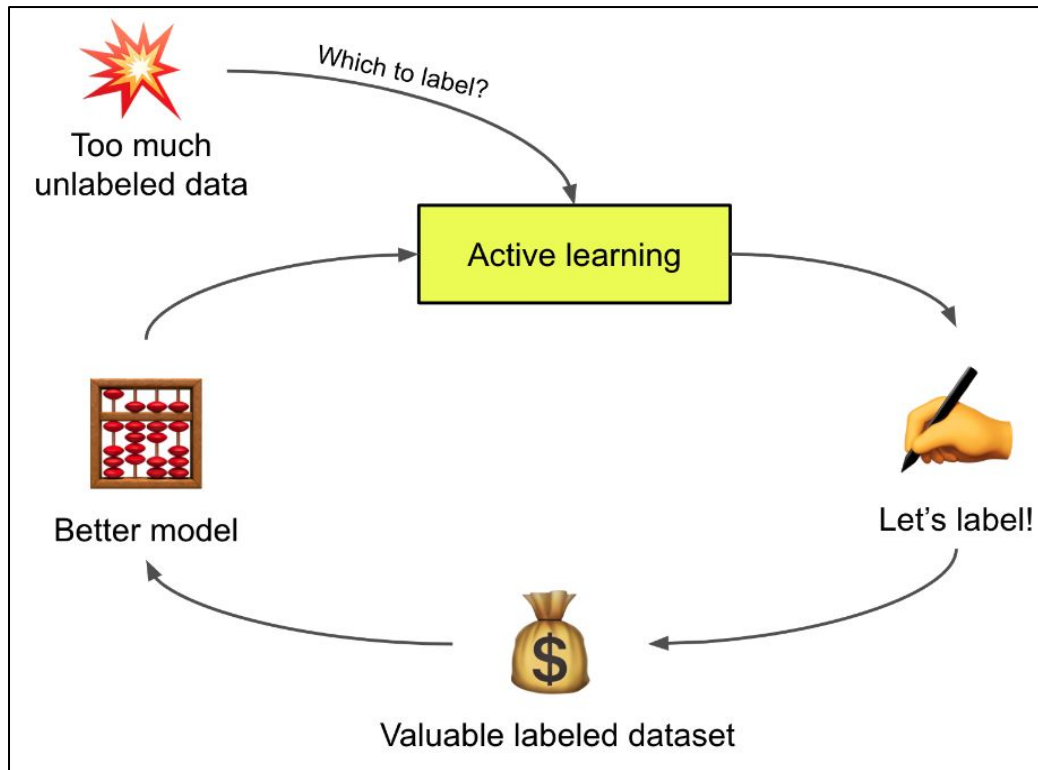 Which to label?
Too much
unlabeled data
Active learning
Let's label!
Better model
$
Valuable labeled dataset